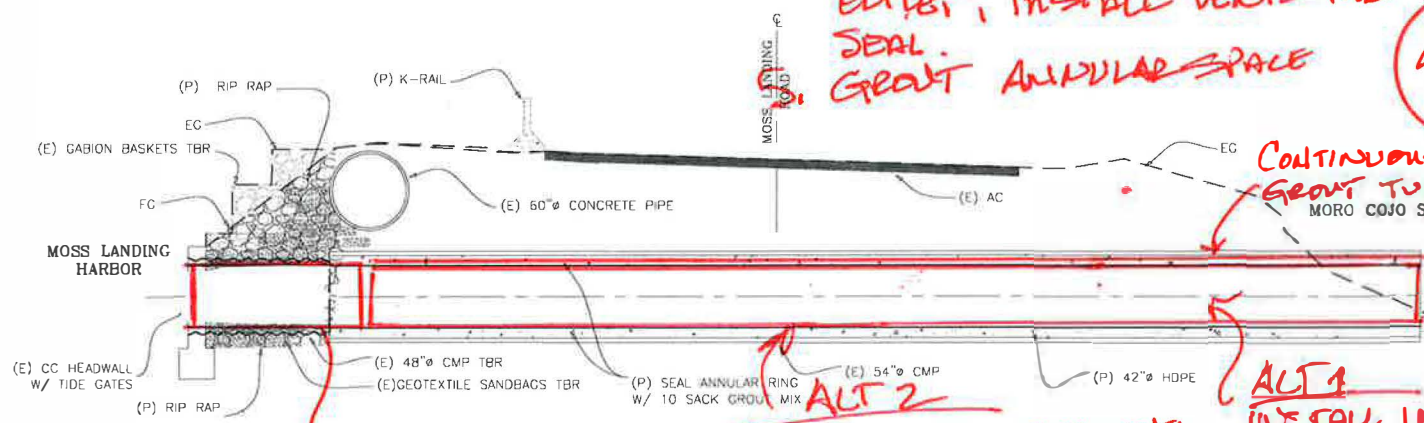 SEAL.
5. GROUT ANNULAR SPACE
℄
MOSS LANDING
ROAD
(P) RIP RAP
(P) K-RAIL
EG
(E) GABION BASKETS TBR
FG
(E) 60"ø CONCRETE PIPE
(E) AC
EG
CONTINUOUS
GROUT TU
MORO COJO S
MOSS LANDING
HARBOR
(E) CC HEADWALL
W/ TIDE GATES
(P) RIP RAP
(E) 48"ø CMP TBR
(E)GEOTEXTILE SANDBAGS TBR
(P) SEAL ANNULAR RING
W/ 10 SACK GROUT MIX
(E) 54"ø CMP
(P) 42"ø HDPE
ALT 2
ALT 1